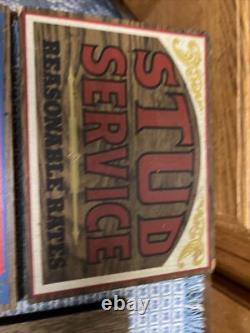 STUD
SERVICE
REASONABLE RATES